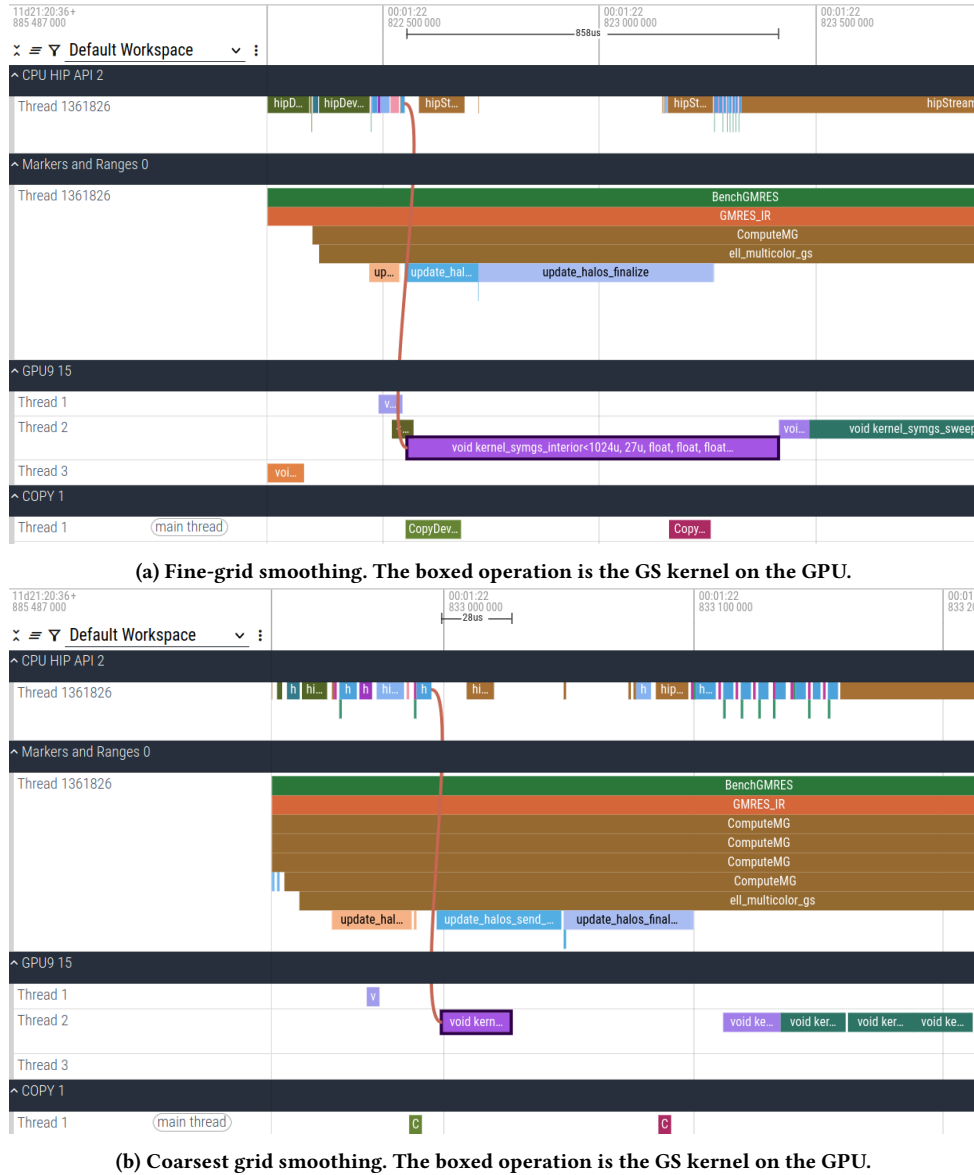 11d21:20:36+ 00:01:22 00:01:22 00:01:22
885 487 000 822 500 000 823 000 000 823 500 000
858us
Default Workspace
CPU HIP API 2
Thread 1361826 hipD... hipDev... hipSt... hipSt... hipStream
Markers and Ranges 0
Thread 1361826 BenchGMRES
GMRES_IR
ComputeMG
ell_multicolor_gs
up... update_hal... update_halos_finalize
GPU9 15
Thread 1 v...
Thread 2 voi... void kernel_symgs_sweep
void kernel_symgs_interior<1024u, 27u, float, float, float...
Thread 3 voi...
COPY 1
Thread 1 main thread CopyDev... Copy...
(a) Fine-grid smoothing. The boxed operation is the GS kernel on the GPU.
11d21:20:36+ 00:01:22 00:01:22 00:01
885 487 000 833 000 000 833 100 000 833 20
28us
Default Workspace
CPU HIP API 2
Thread 1361826 h hi... h h hi... h hi... h hip... h...
Markers and Ranges 0
Thread 1361826 BenchGMRES
GMRES_IR
ComputeMG
ComputeMG
ComputeMG
ComputeMG
ell_multicolor_gs
update_hal... update_halos_send_... update_halos_final...
GPU9 15
Thread 1 v
Thread 2 void kern... void ke... void ker... void ker... void ke...
Thread 3
COPY 1
Thread 1 main thread C C
(b) Coarsest grid smoothing. The boxed operation is the GS kernel on the GPU.